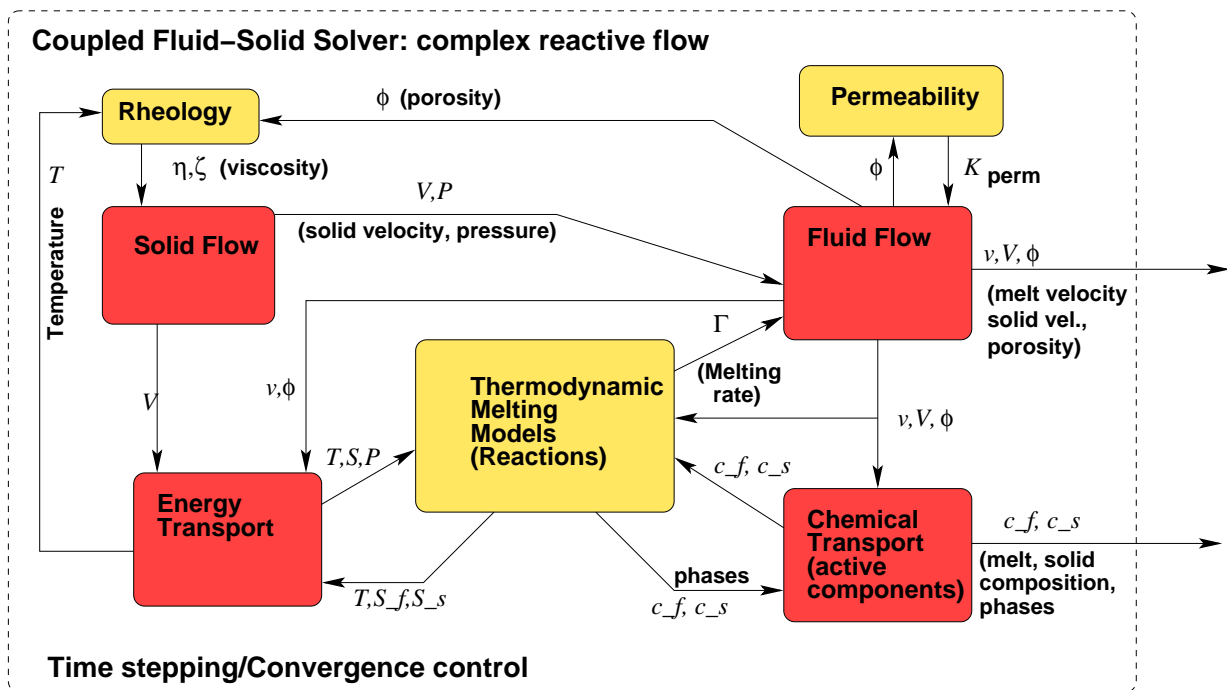 Coupled Fluid–Solid Solver: complex reactive flow
Rheology
ϕ (porosity)
Permeability
T
η,ζ (viscosity)
ϕ
K perm
Temperature
Solid Flow
V,P
(solid velocity, pressure)
Fluid Flow
v,V, ϕ
(melt velocity
solid vel.,
porosity)
V
v,ϕ
Γ
(Melting
rate)
Thermodynamic
Melting
Models
(Reactions)
v,V, ϕ
T,S,P
c_f, c_s
Energy
Transport
Chemical
Transport
(active
components)
c_f, c_s
(melt, solid
composition,
phases
T,S_f,S_s
phases
c_f, c_s
Time stepping/Convergence control